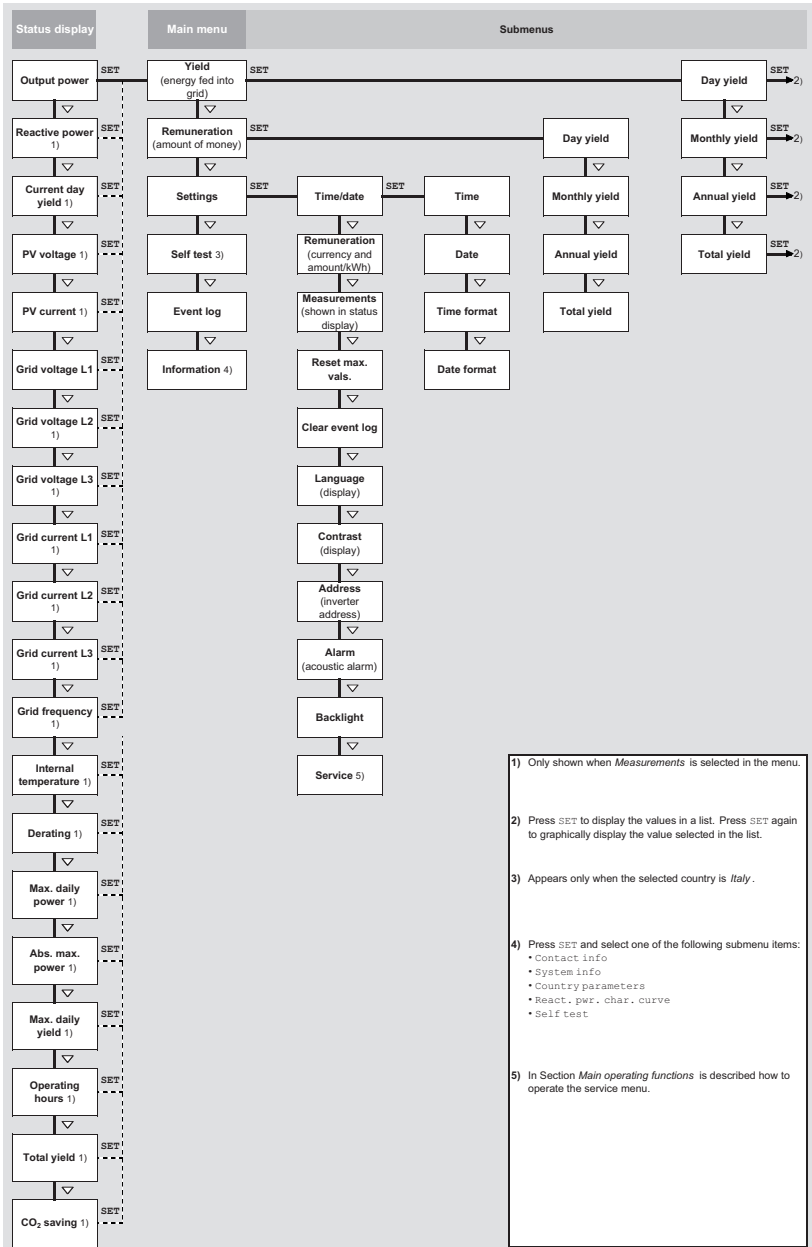 Status display
Main menu
Submenus
Output power
SET
Yield
(energy fed into
grid)
SET
Day yield
SET
2)
Reactive power
1)
SET
Remuneration
(amount of money)
SET
Day yield
Monthly yield
SET
2)
Current day
yield 1)
SET
Settings
SET
Time/date
SET
Time
Monthly yield
Annual yield
SET
2)
PV voltage 1)
SET
Self test 3)
Remuneration
(currency and
amount/kWh)
Date
Annual yield
Total yield
SET
2)
PV current 1)
SET
Event log
Measurements
(shown in status
display)
Time format
Total yield
Grid voltage L1
SET
Information 4)
Reset max.
vals.
Date format
Grid voltage L2
1)
SET
Clear event log
Grid voltage L3
1)
SET
Language
(display)
Grid current L1
1)
SET
Contrast
(display)
Grid current L2
1)
SET
Address
(inverter
address)
Grid current L3
1)
SET
Alarm
(acoustic alarm)
Grid frequency
1)
SET
Backlight
Internal
temperature 1)
SET
Service 5)
Derating 1)
SET
Max. daily
power 1)
SET
Abs. max.
power 1)
SET
Max. daily
yield 1)
SET
Operating
hours 1)
SET
Total yield 1)
SET
CO₂ saving 1)
SET
1) Only shown when Measurements is selected in the menu.
2) Press SET to display the values in a list. Press SET again
to graphically display the value selected in the list.
3) Appears only when the selected country is Italy.
4) Press SET and select one of the following submenu items:
• Contact info
• System info
• Country parameters
• React. pwr. char. curve
• Self test
5) In Section Main operating functions is described how to
operate the service menu.